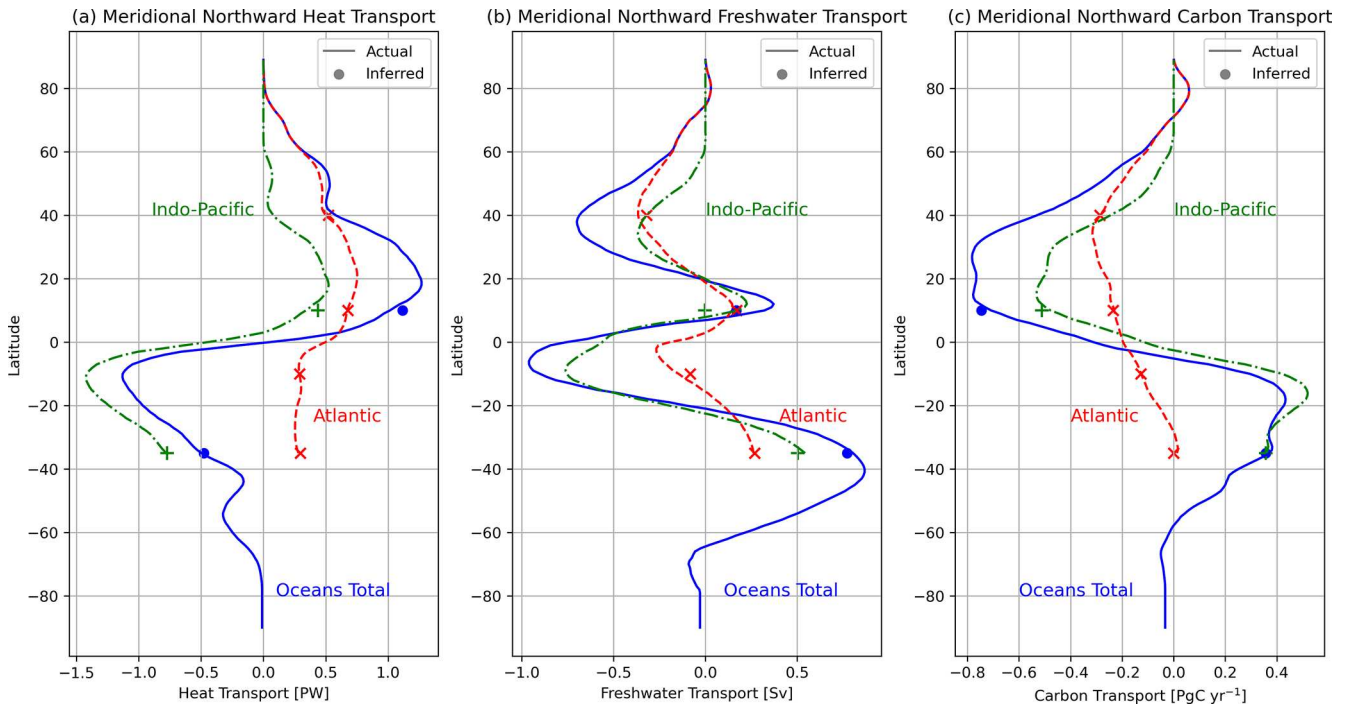 (a) Meridional Northward Heat Transport
Actual
Inferred
80
60
40
20
0
−20
−40
−60
−80
Latitude
Indo-Pacific
Atlantic
Oceans Total
−1.5 −1.0 −0.5 0.0 0.5 1.0
Heat Transport [PW]
(b) Meridional Northward Freshwater Transport
Actual
Inferred
80
60
40
20
0
−20
−40
−60
−80
Latitude
Indo-Pacific
Atlantic
Oceans Total
−1.0 −0.5 0.0 0.5
Freshwater Transport [Sv]
(c) Meridional Northward Carbon Transport
Actual
Inferred
80
60
40
20
0
−20
−40
−60
−80
Latitude
Indo-Pacific
Atlantic
Oceans Total
−0.8 −0.6 −0.4 −0.2 0.0 0.2 0.4
Carbon Transport [PgC yr⁻¹]